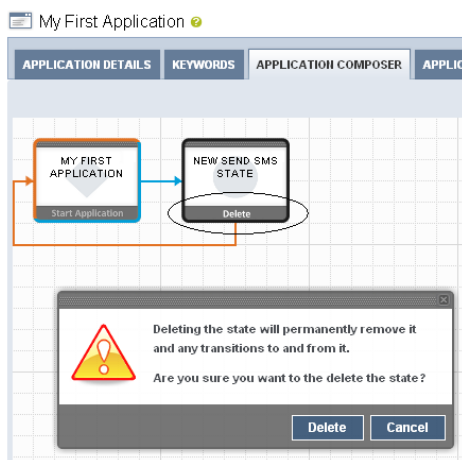 My First Application
APPLICATION DETAILS KEYWORDS APPLICATION COMPOSER APPLIC
MY FIRST
APPLICATION
Start Application
NEW SEND SMS
STATE
Delete
Deleting the state will permanently remove it
and any transitions to and from it.
Are you sure you want to the delete the state?
Delete Cancel